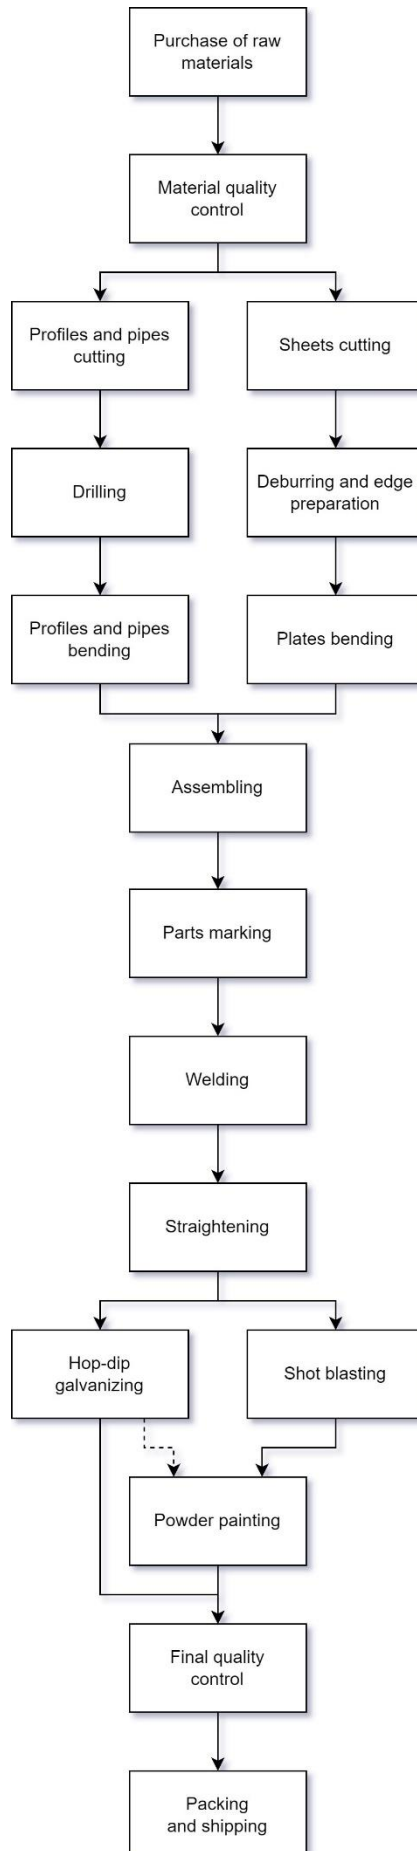 Purchase of raw
materials
Material quality
control
Profiles and pipes
cutting
Sheets cutting
Drilling
Deburring and edge
preparation
Profiles and pipes
bending
Plates bending
Assembling
Parts marking
Welding
Straightening
Hop-dip
galvanizing
Shot blasting
Powder painting
Final quality
control
Packing
and shipping